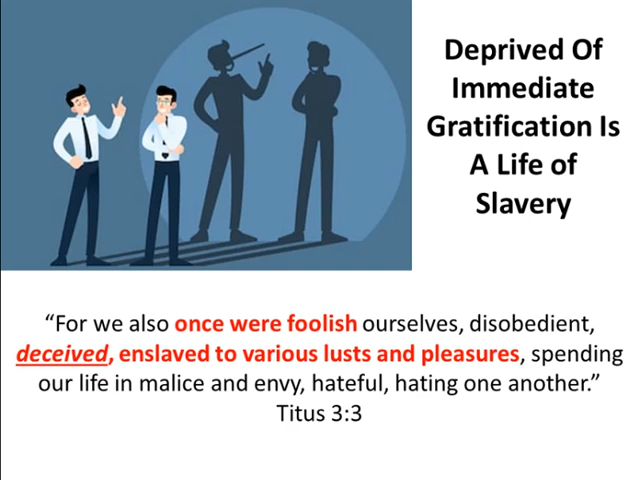 Deprived Of
Immediate
Gratification Is
A Life of
Slavery
“For we also once were foolish ourselves, disobedient,
deceived, enslaved to various lusts and pleasures, spending
our life in malice and envy, hateful, hating one another.”
Titus 3:3